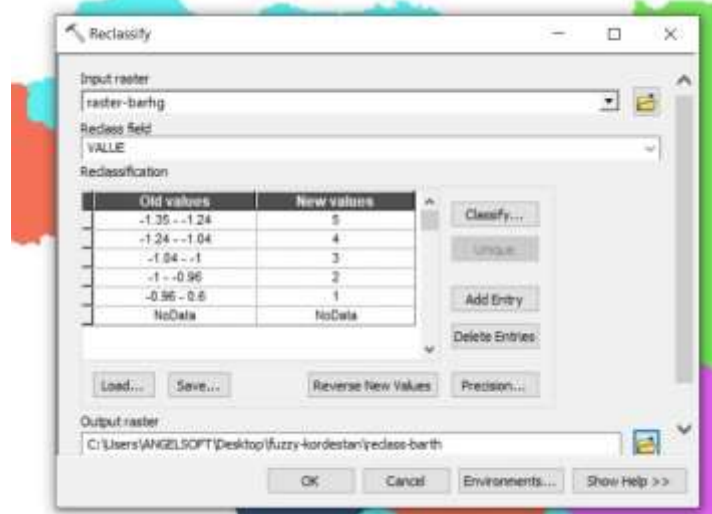 Reclassify
Input raster
raster-barhg
Reclass field
VALUE
Reclassification
Old values New values
-1.35 - -1.24 5
-1.24 - -1.04 4
-1.04 - -1 3
-1 - -0.96 2
-0.96 - 0.6 1
NoData NoData
Classify...
Unique
Add Entry
Delete Entries
Load... Save... Reverse New Values Precision...
Output raster
C:\Users\ANGELSOFT\Desktop\fuzzy-kordestan\reclass-barth
OK Cancel Environments... Show Help >>